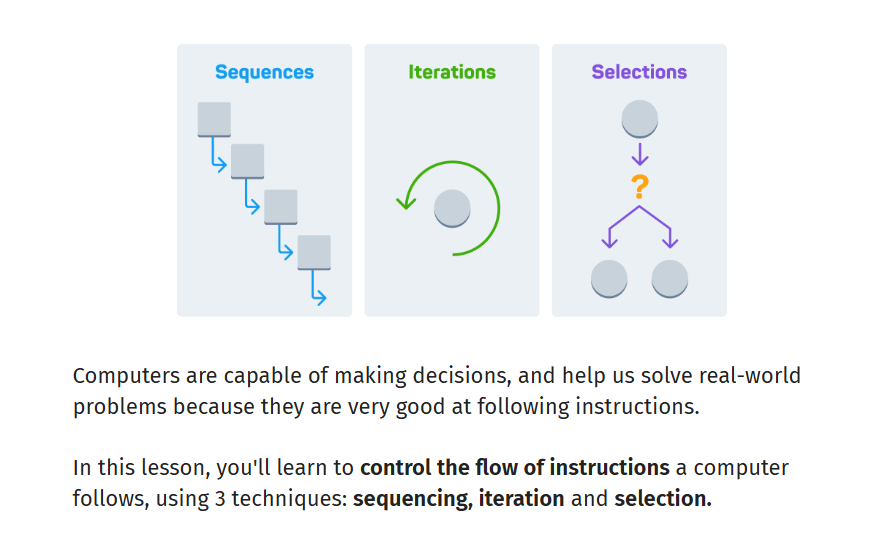 Sequences
Iterations
Selections
?
Computers are capable of making decisions, and help us solve real-world
problems because they are very good at following instructions.
In this lesson, you'll learn to control the flow of instructions a computer
follows, using 3 techniques: sequencing, iteration and selection.